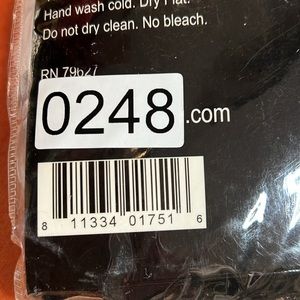 Hand wash cold. Dry Flat.
Do not dry clean. No bleach.
RN 79627
0248 .com
8 11334 01751 6